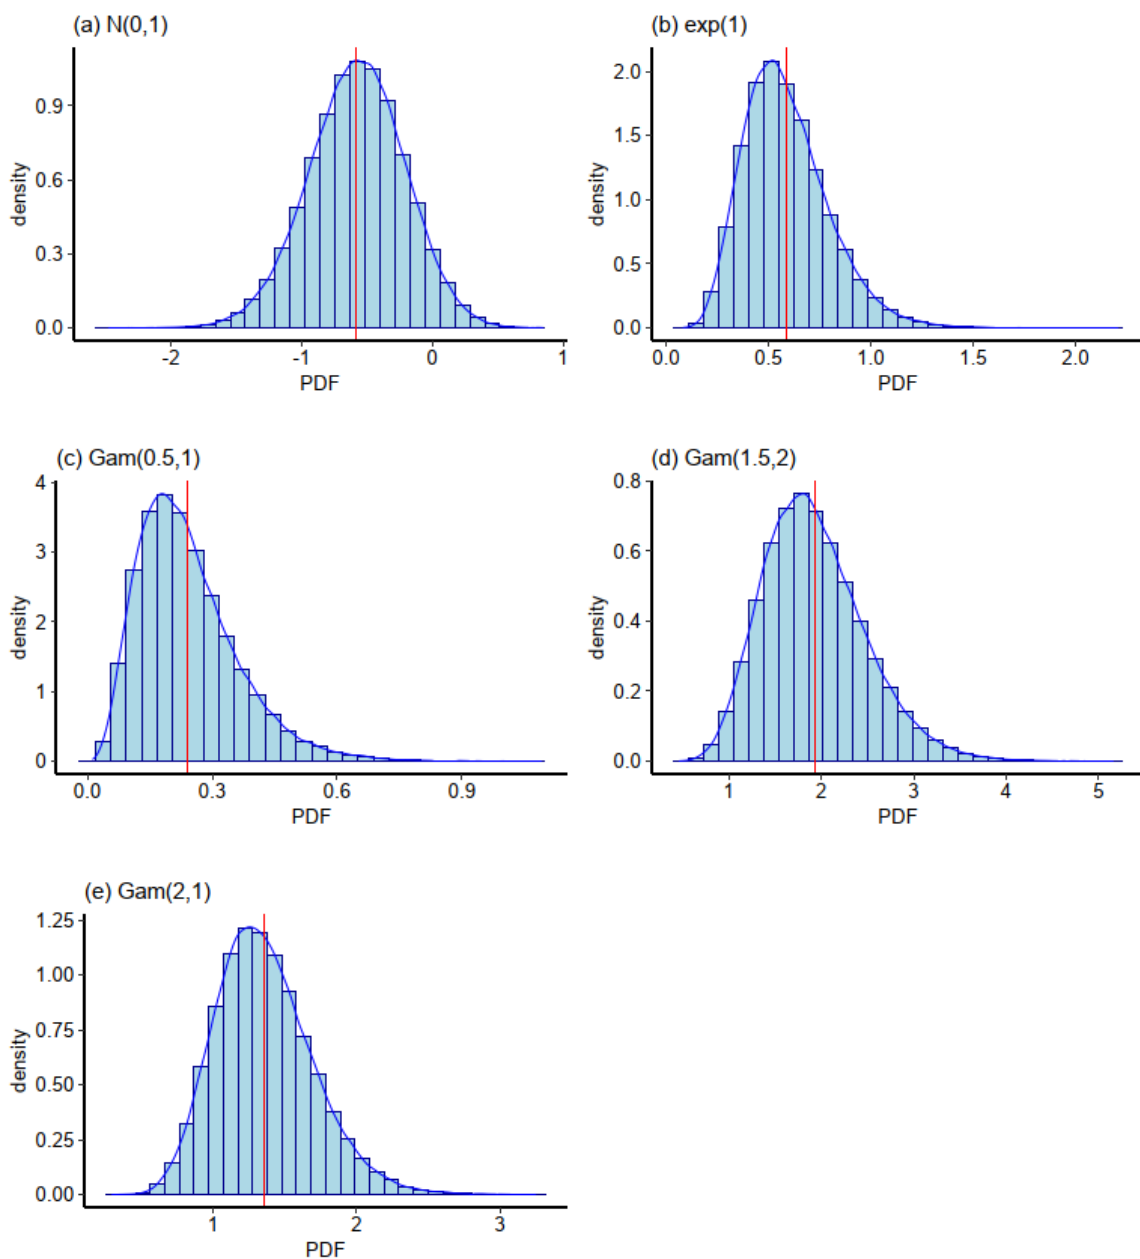 (a) N(0,1)
density
0.9
0.6
0.3
0.0
-2 -1 0 1
PDF
(b) exp(1)
density
2.0
1.5
1.0
0.5
0.0
0.0 0.5 1.0 1.5 2.0
PDF
(c) Gam(0.5,1)
density
4
3
2
1
0
0.0 0.3 0.6 0.9
PDF
(d) Gam(1.5,2)
density
0.8
0.6
0.4
0.2
0.0
1 2 3 4 5
PDF
(e) Gam(2,1)
density
1.25
1.00
0.75
0.50
0.25
0.00
1 2 3
PDF